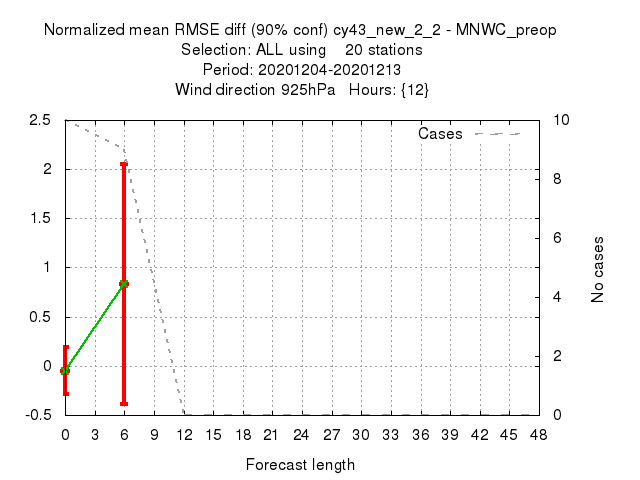 Normalized mean RMSE diff (90% conf) cy43_new_2_2 - MNWC_preop
Selection: ALL using    20 stations
Period: 20201204-20201213
Wind direction 925hPa   Hours: {12}
Cases
2.5
2
1.5
1
0.5
0
-0.5
10
8
6
4
2
0
No cases
0 3 6 9 12 15 18 21 24 27 30 33 36 39 42 45 48
Forecast length